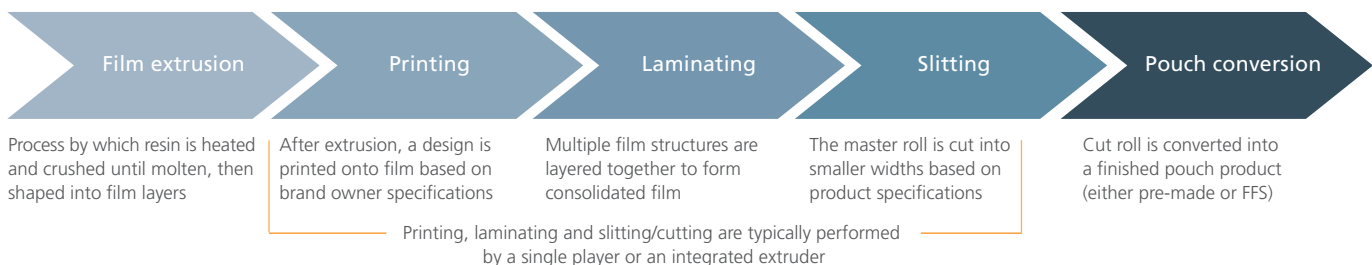 Film extrusion
Printing
Laminating
Slitting
Pouch conversion
Process by which resin is heated
and crushed until molten, then
shaped into film layers
After extrusion, a design is
printed onto film based on
brand owner specifications
Multiple film structures are
layered together to form
consolidated film
The master roll is cut into
smaller widths based on
product specifications
Cut roll is converted into
a finished pouch product
(either pre-made or FFS)
Printing, laminating and slitting/cutting are typically performed
by a single player or an integrated extruder